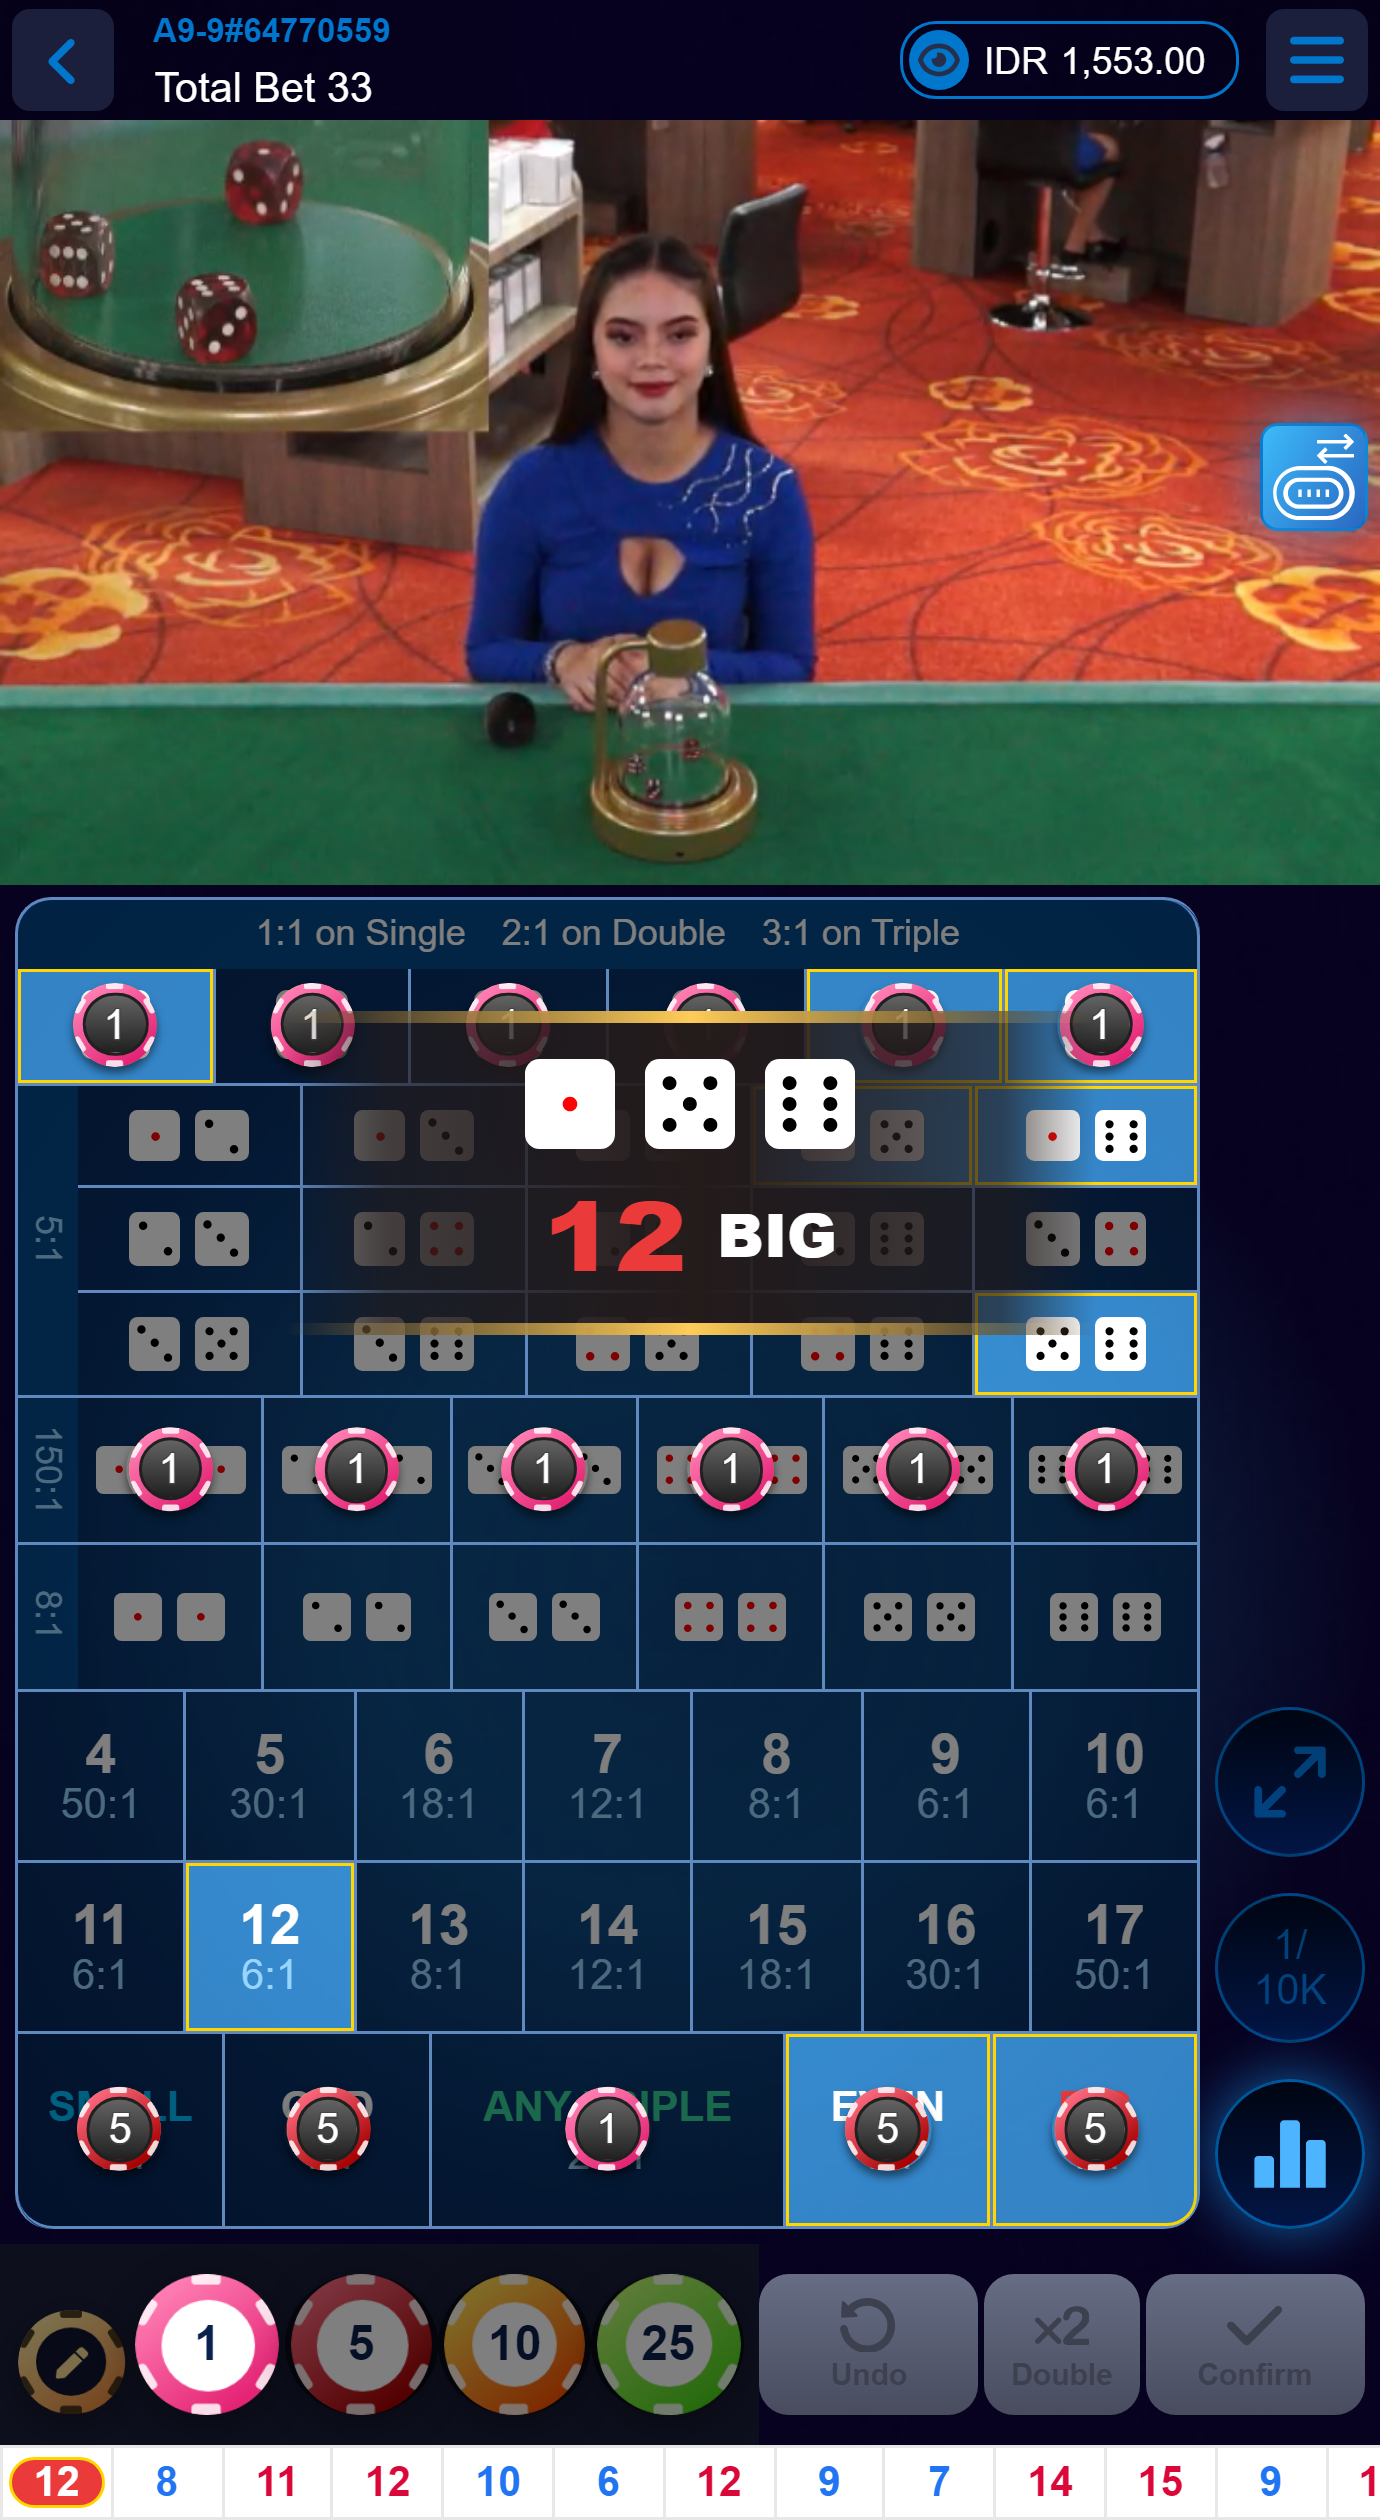 A9-9#64770559
Total Bet 33
IDR 1,553.00
1:1 on Single 2:1 on Double 3:1 on Triple
1 1 1 1 1 1
12 BIG
5:1
150:1
1 1 1 1 1 1
8:1
4 5 6 7 8 9 10
50:1 30:1 18:1 12:1 8:1 6:1 6:1
11 12 13 14 15 16 17
6:1 6:1 8:1 12:1 18:1 30:1 50:1
5 5 1 5 5
1/
10K
1 5 10 25
x2
Undo Double Confirm
12 8 11 12 10 6 12 9 7 14 15 9